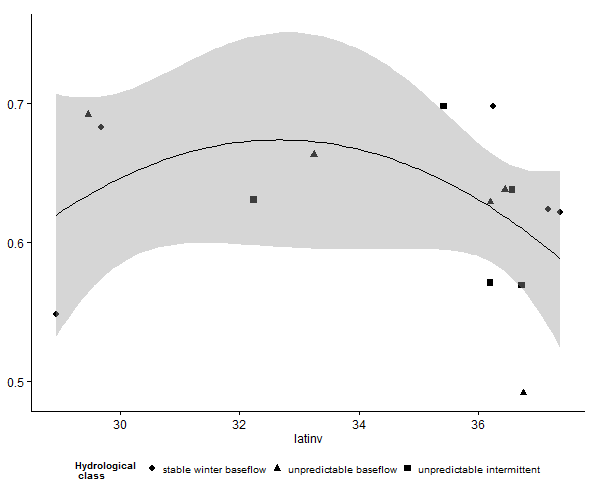 0.7
0.6
0.5
30 32 34 36
latinv
Hydrological
class
stable winter baseflow unpredictable baseflow unpredictable intermittent